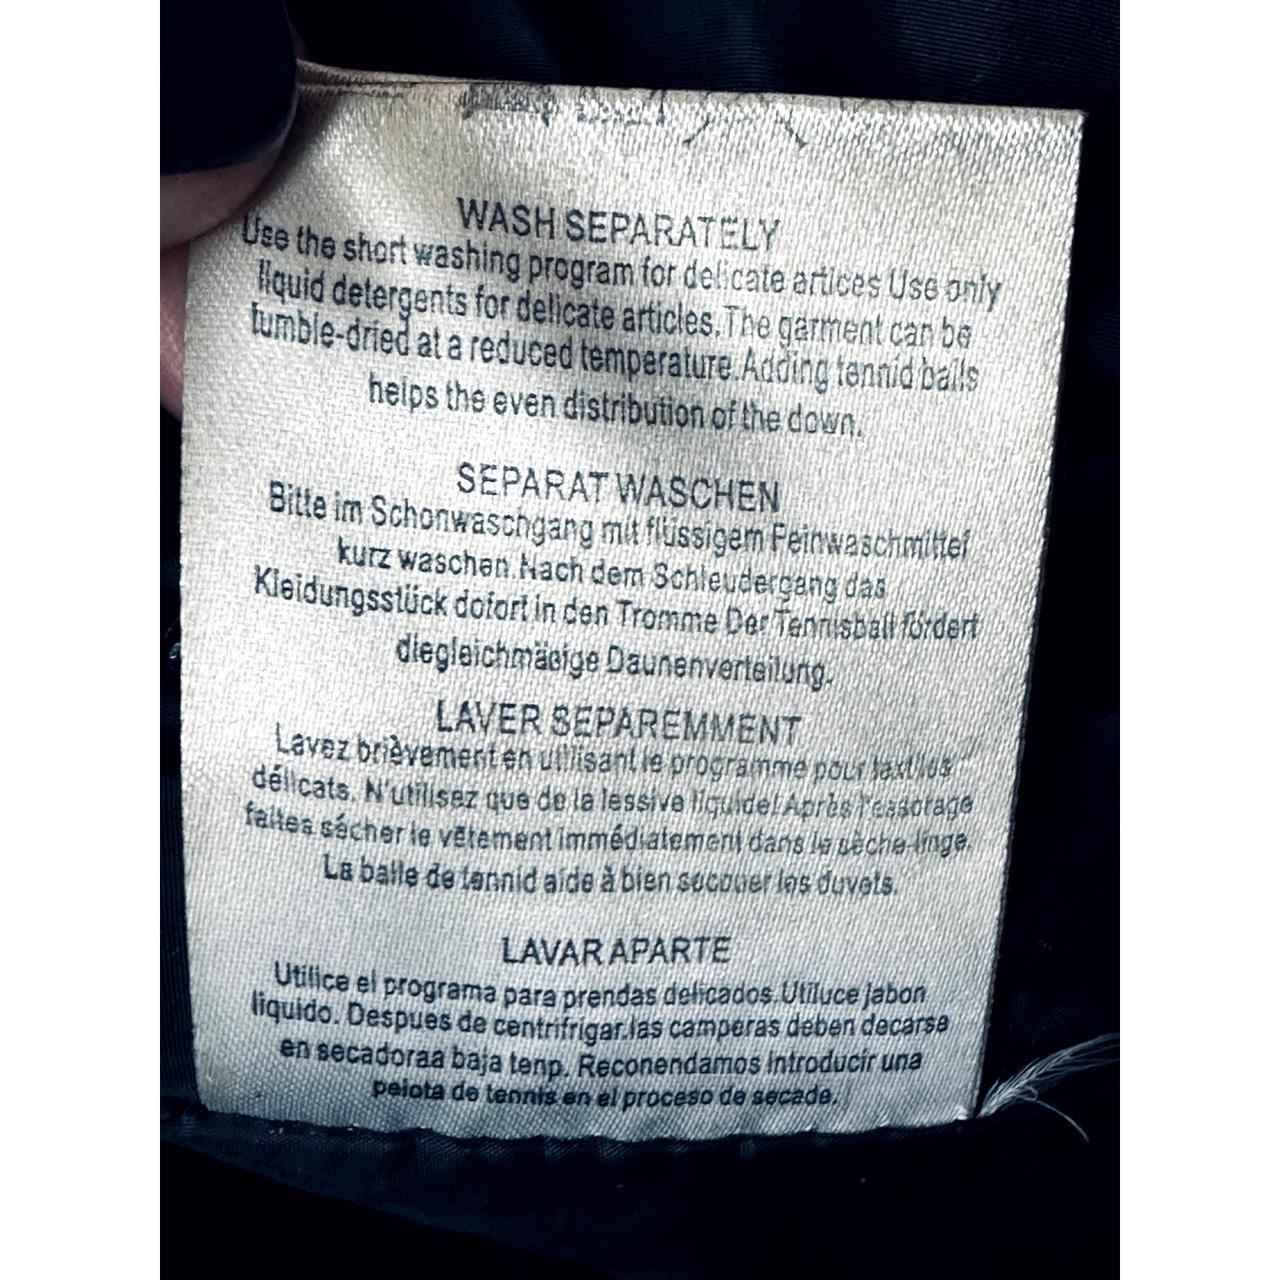 WASH SEPARATELY
Use the short washing program for delicate artices Use only
liquid detergents for delicate articles.The garment can be
tumble-dried at a reduced temperature.Adding tennid balls
helps the even distribution of the down.
SEPARAT WASCHEN
Bitte im Schonwaschgang mit flüssigem Feinwaschmittel
kurz waschen.Nach dem Schleudergang das
Kleidungsstück dofort in den Tromme Der Tennisball fördert
diegleichmäßige Daunenverteilung.
LAVER SEPAREMMENT
Lavez brièvement en utilisant le programme pour
délicats. N'utilisez que de la lessive liquide! Après l'essorage
faites sécher le vêtement immédiatement dans le sèche-linge.
La balle de tennid aide à bien secouer les duvets.
LAVAR APARTE
Utilice el programa para prendas delicados.Utiluce jabon
liquido. Despues de centrifrigar.las camperas deben decarse
en secadoraa baja tenp. Reconendamos introducir una
pelota de tennis en el proceso de secade.